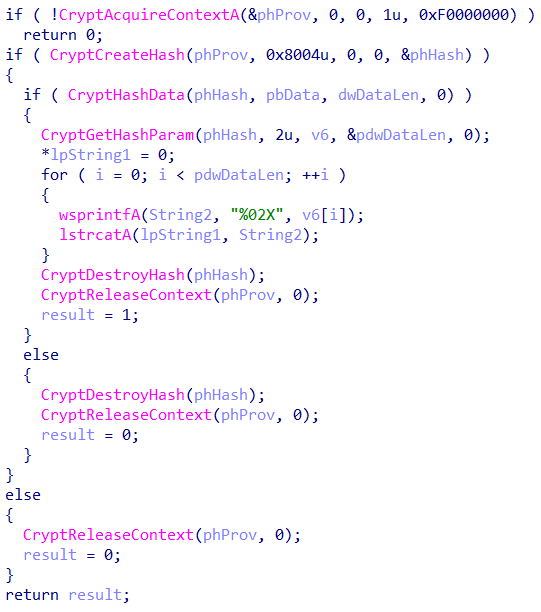 if ( !CryptAcquireContextA(&phProv, 0, 0, 1u, 0xF0000000) )
  return 0;
if ( CryptCreateHash(phProv, 0x8004u, 0, 0, &phHash) )
{
  if ( CryptHashData(phHash, pbData, dwDataLen, 0) )
  {
    CryptGetHashParam(phHash, 2u, v6, &pdwDataLen, 0);
    *lpString1 = 0;
    for ( i = 0; i < pdwDataLen; ++i )
    {
      wsprintfA(String2, "%02X", v6[i]);
      lstrcatA(lpString1, String2);
    }
    CryptDestroyHash(phHash);
    CryptReleaseContext(phProv, 0);
    result = 1;
  }
  else
  {
    CryptDestroyHash(phHash);
    CryptReleaseContext(phProv, 0);
    result = 0;
  }
}
else
{
  CryptReleaseContext(phProv, 0);
  result = 0;
}
return result;